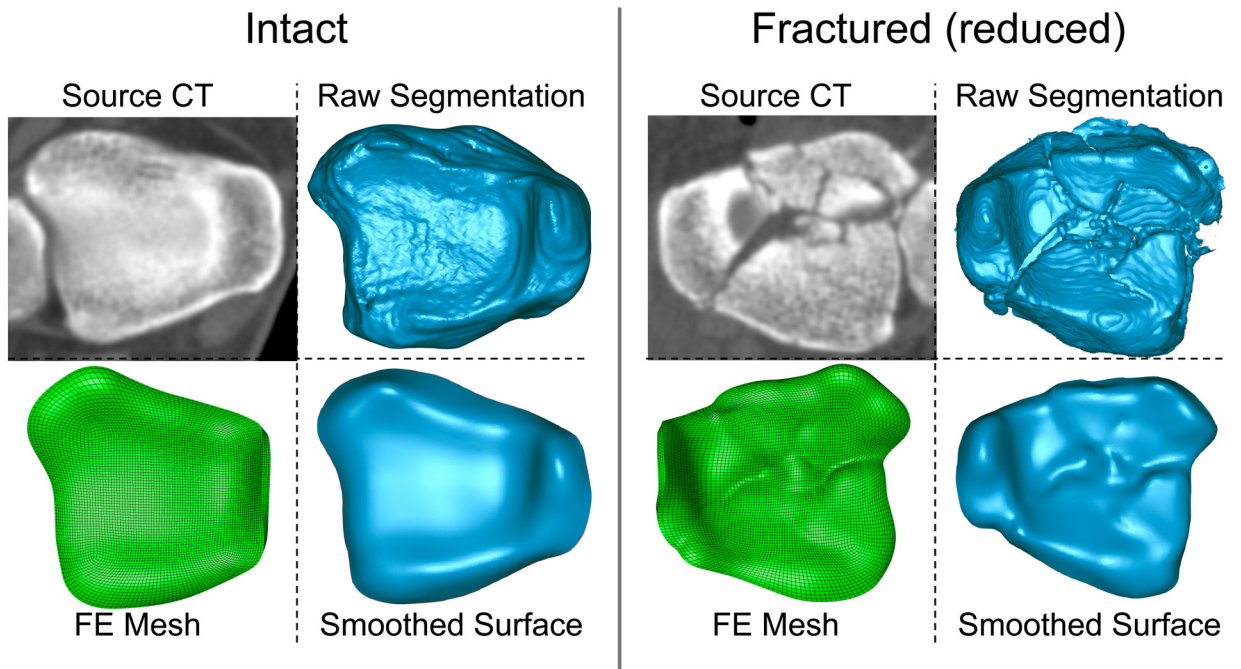 Intact
Fractured (reduced)
Source CT
Raw Segmentation
Source CT
Raw Segmentation
FE Mesh
Smoothed Surface
FE Mesh
Smoothed Surface